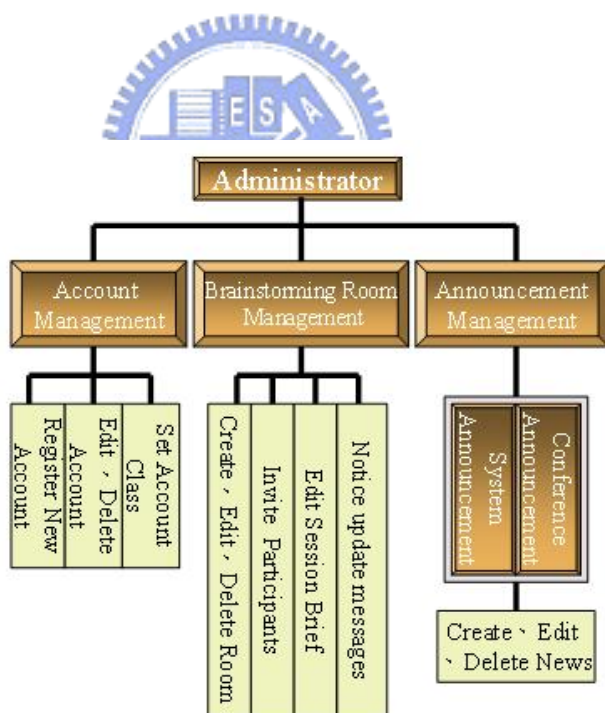 E S A
Administrator
Account
Management
Brainstorming Room
Management
Announcement
Management
Register New
Account
Edit、Delete
Account
Set Account
Class
Create、Edit、Delete Room
Invite Participants
Edit Session Brief
Notice update messages
System
Announcement
Conference
Announcement
Create、Edit
、Delete News